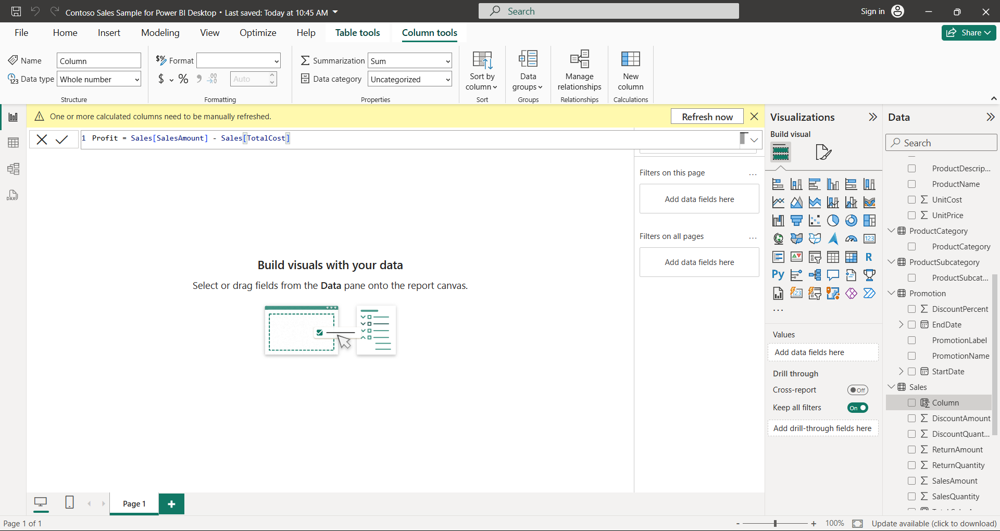 Contoso Sales Sample for Power BI Desktop • Last saved: Today at 10:45 AM
Search
Sign in
File Home Insert Modeling View Optimize Help Table tools Column tools
Share
Name Column
Data type Whole number
Structure
Format
$ % Auto
Formatting
Summarization Sum
Data category Uncategorized
Properties
Sort by
column
Sort
Data
groups
Groups
Manage
relationships
Relationships
New
column
Calculations
One or more calculated columns need to be manually refreshed.
Refresh now
1 Profit = Sales[SalesAmount] - Sales[TotalCost]
Build visuals with your data
Select or drag fields from the Data pane onto the report canvas.
Filters on this page
...
Add data fields here
Filters on all pages
...
Add data fields here
Visualizations
Build visual
123
R
Py
123
...
Values
Add data fields here
Drill through
Cross-report Off
Keep all filters On
Add drill-through fields here
Data
Search
ProductDescrip...
ProductName
UnitCost
UnitPrice
ProductCategory
ProductCategory
ProductSubcategory
ProductSubcat...
Promotion
DiscountPercent
EndDate
PromotionLabel
PromotionName
StartDate
Sales
Column
DiscountAmount
DiscountQuant...
ReturnAmount
ReturnQuantity
SalesAmount
SalesQuantity
DAX
Page 1
+
Page 1 of 1
- + 100%
Update available (click to download)